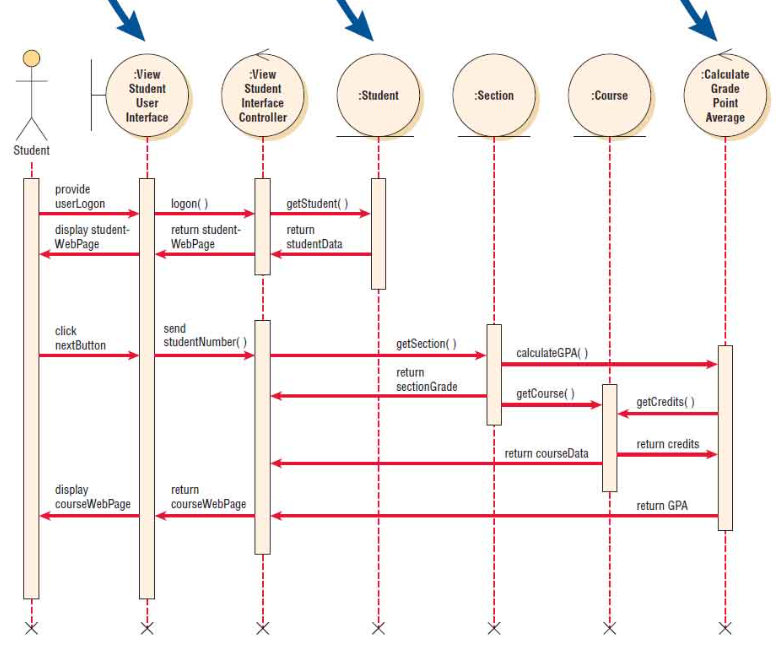 :View
Student
User
Interface
:View
Student
Interface
Controller
:Student
:Section
:Course
:Calculate
Grade
Point
Average
Student
provide
userLogon
logon( )
getStudent( )
display student-
WebPage
return student-
WebPage
return
studentData
click
nextButton
send
studentNumber( )
getSection( )
calculateGPA( )
return
sectionGrade
getCourse( )
getCredits( )
return courseData
return credits
display
courseWebPage
return
courseWebPage
return GPA